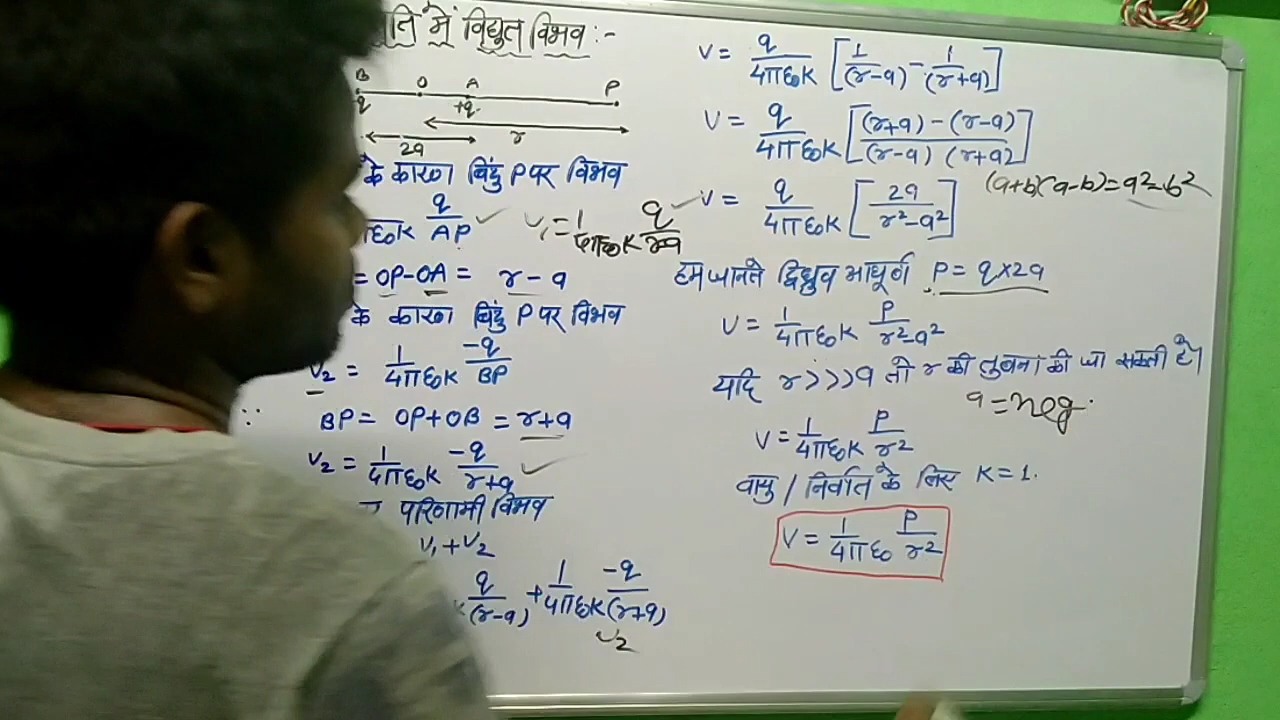 में विद्युत विभव :-
B O A P
q +q
2a r
के कारण बिंदु P पर विभव
πε₀K q/AP ✓ V₁ = 1/4πε₀K q/r-a ✓
= OP-OA = r-a
के कारण बिंदु P पर विभव
V₂ = 1/4πε₀K -q/BP
∵ BP = OP+OB = r+a
V₂ = 1/4πε₀K -q/r+a ✓
परिणामी विभव
V₁+V₂
q/K(r-a) + 1/4πε₀K -q/(r+a)
V₂
V = q/4πε₀K [1/(r-a) - 1/(r+a)]
V = q/4πε₀K [(r+a)-(r-a)/(r-a)(r+a)]
V = q/4πε₀K [2a/r²-a²] (a+b)(a-b)=a²-b²
हम जानते द्विध्रुव आघूर्ण P = q×2a
V = 1/4πε₀K P/r²-a²
यदि r>>>a तो r की तुलना की जा सकती है।
a = neg.
V = 1/4πε₀K P/r²
वायु / निर्वात के लिए K=1.
V = 1/4πε₀ P/r²